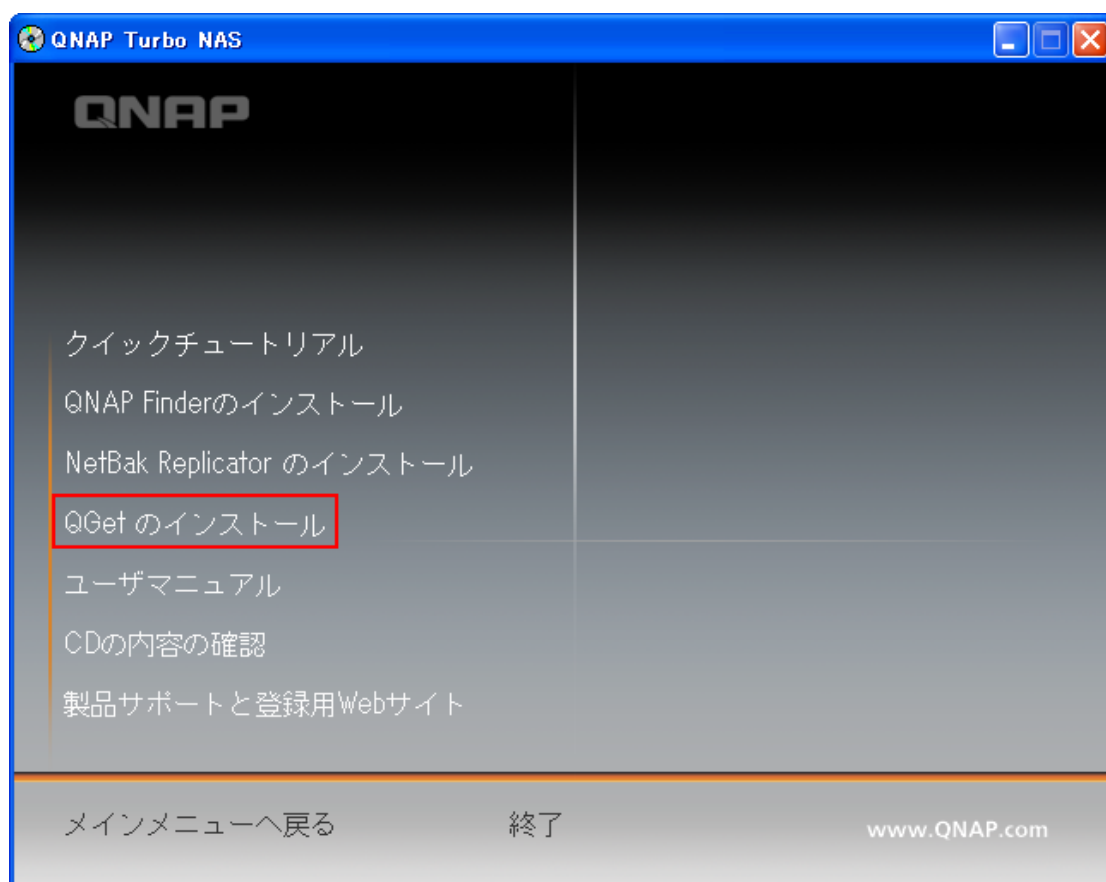 QNAP Turbo NAS
QNAP
クイックチュートリアル
QNAP Finderのインストール
NetBak Replicator のインストール
QGet のインストール
ユーザマニュアル
CDの内容の確認
製品サポートと登録用Webサイト
メインメニューへ戻る 終了 www.QNAP.com